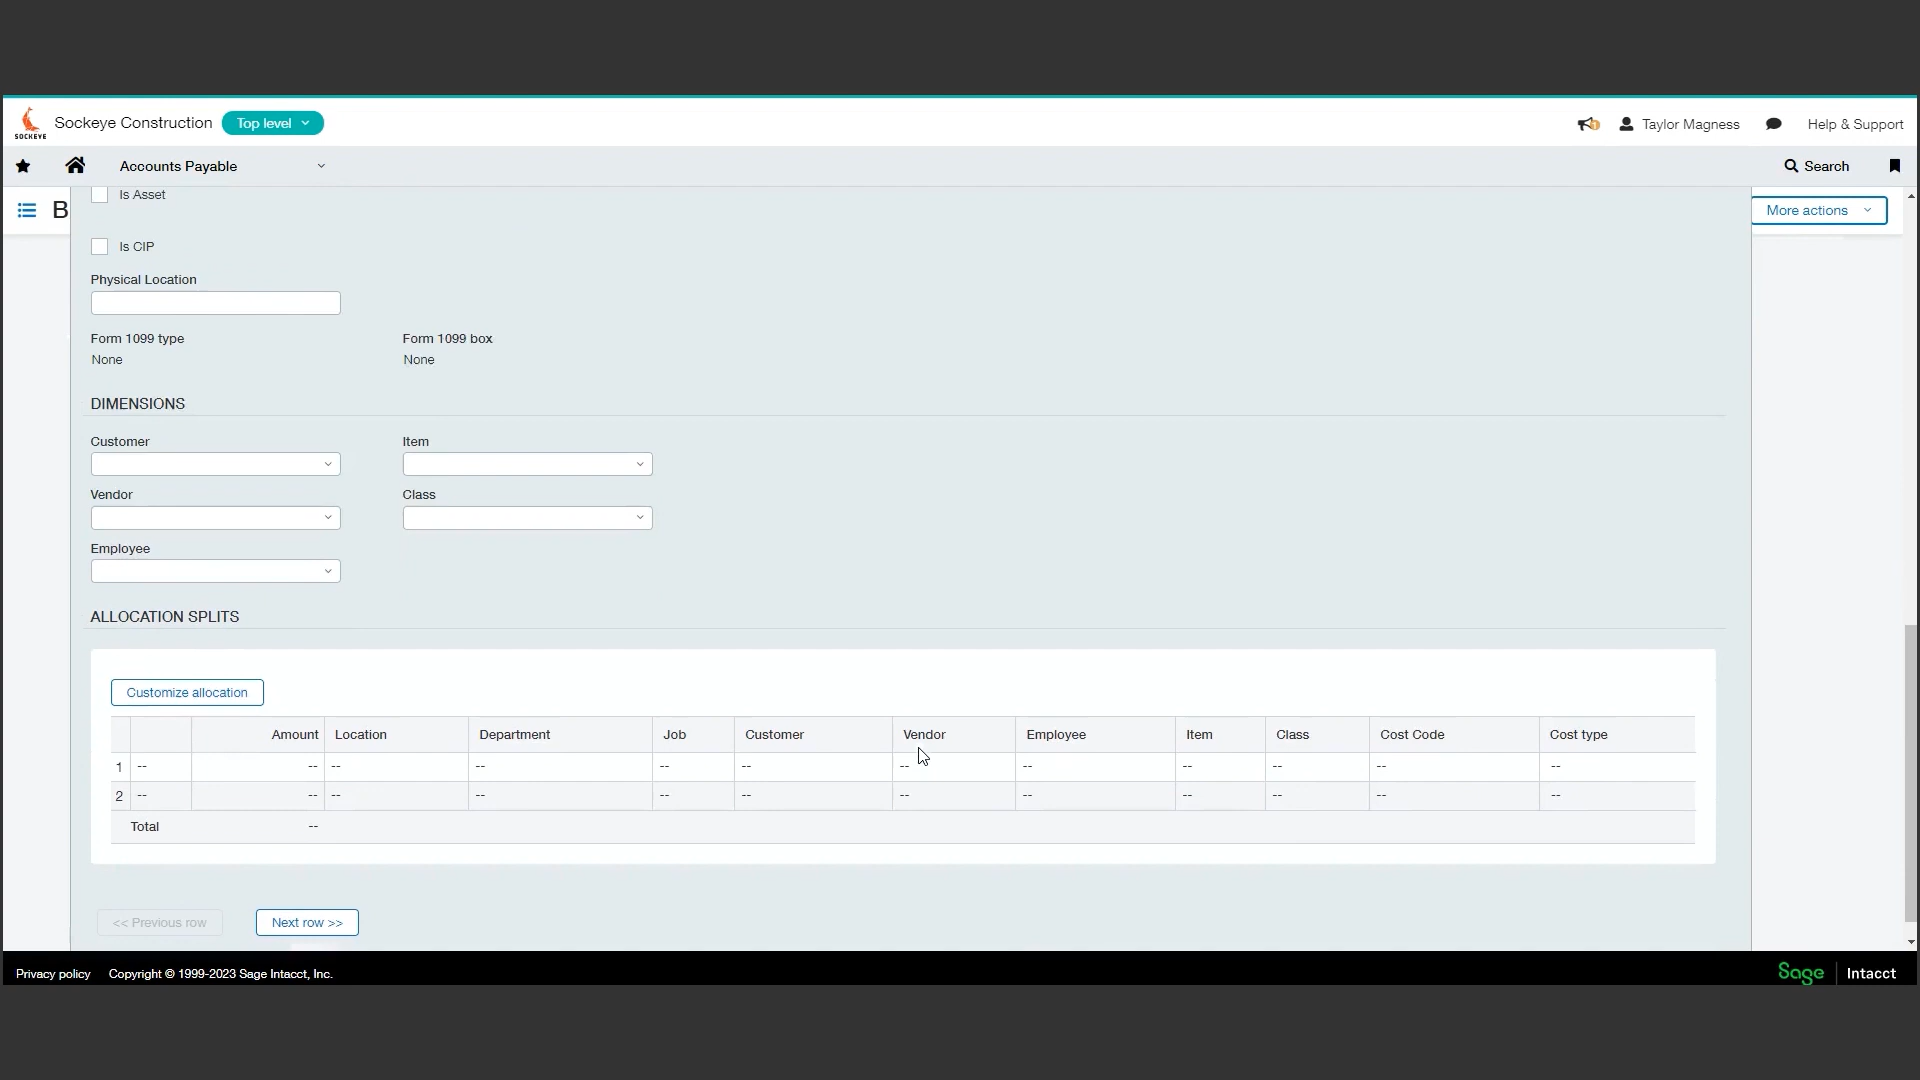 SOCKEYE
Sockeye Construction
Top level
Taylor Magness
Help & Support
Accounts Payable
Search
B
More actions
Is Asset
Is CIP
Physical Location
Form 1099 type
Form 1099 box
None
None
DIMENSIONS
Customer
Item
Vendor
Class
Employee
ALLOCATION SPLITS
Customize allocation
Amount Location Department Job Customer Vendor Employee Item Class Cost Code Cost type
1 -- -- -- -- -- -- -- -- -- -- -- --
2 -- -- -- -- -- -- -- -- -- -- -- --
Total --
<< Previous row
Next row >>
Privacy policy Copyright © 1999-2023 Sage Intacct, Inc.
Sage Intacct